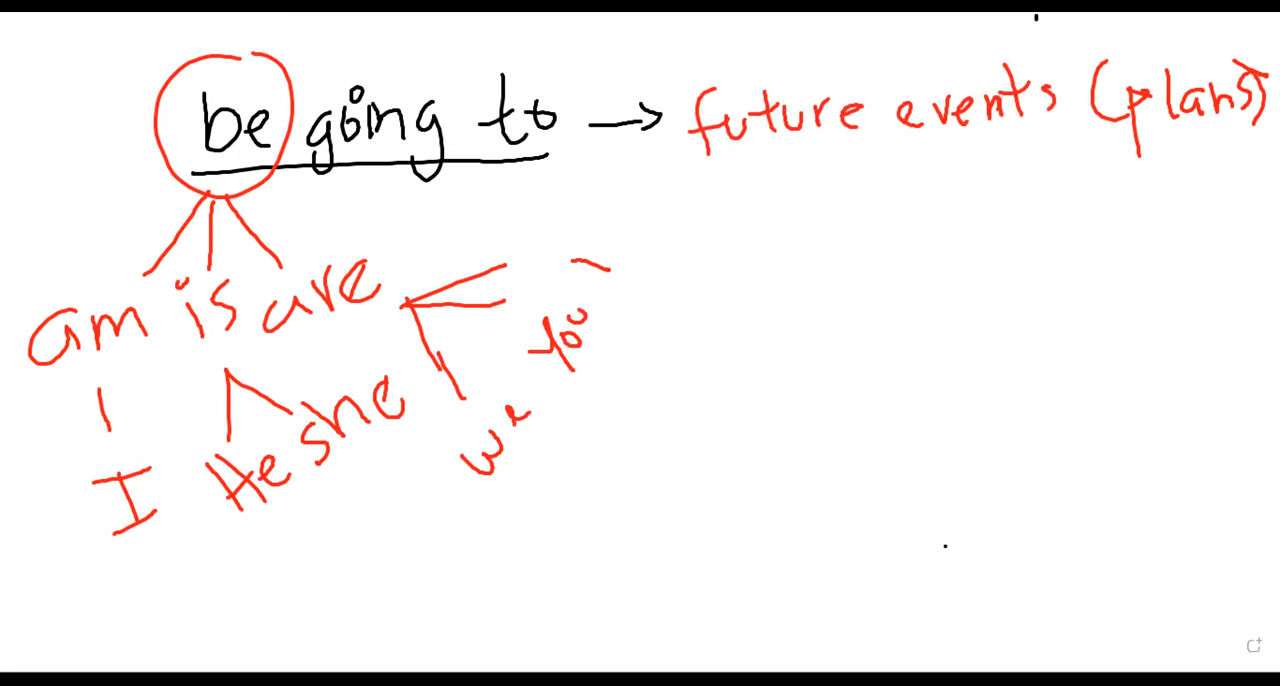 be going to → future events (plans)
am is are
you
we
I He she